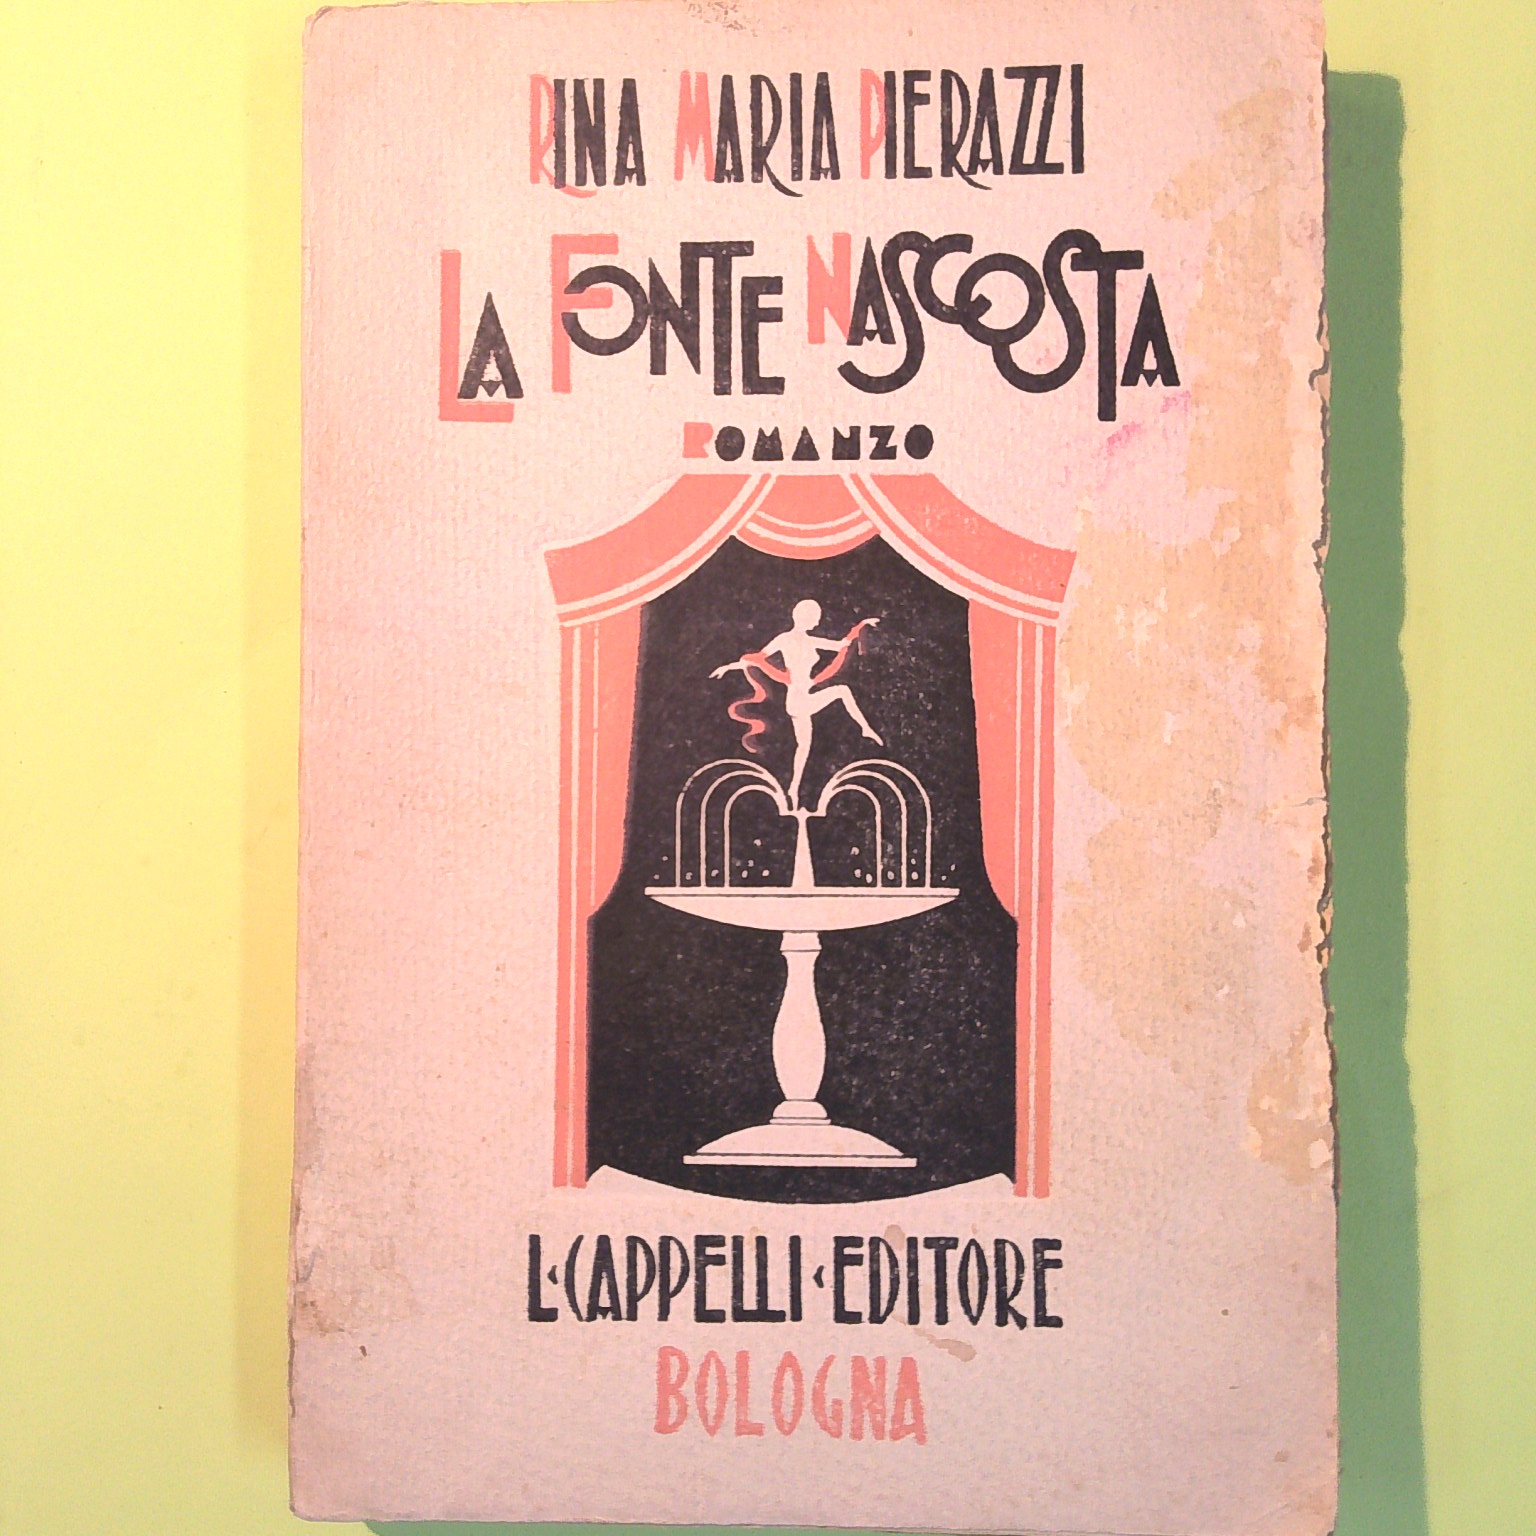 RINA MARIA PIERAZZI
LA FONTE NASCOSTA
ROMANZO
L·CAPPELLI·EDITORE
BOLOGNA